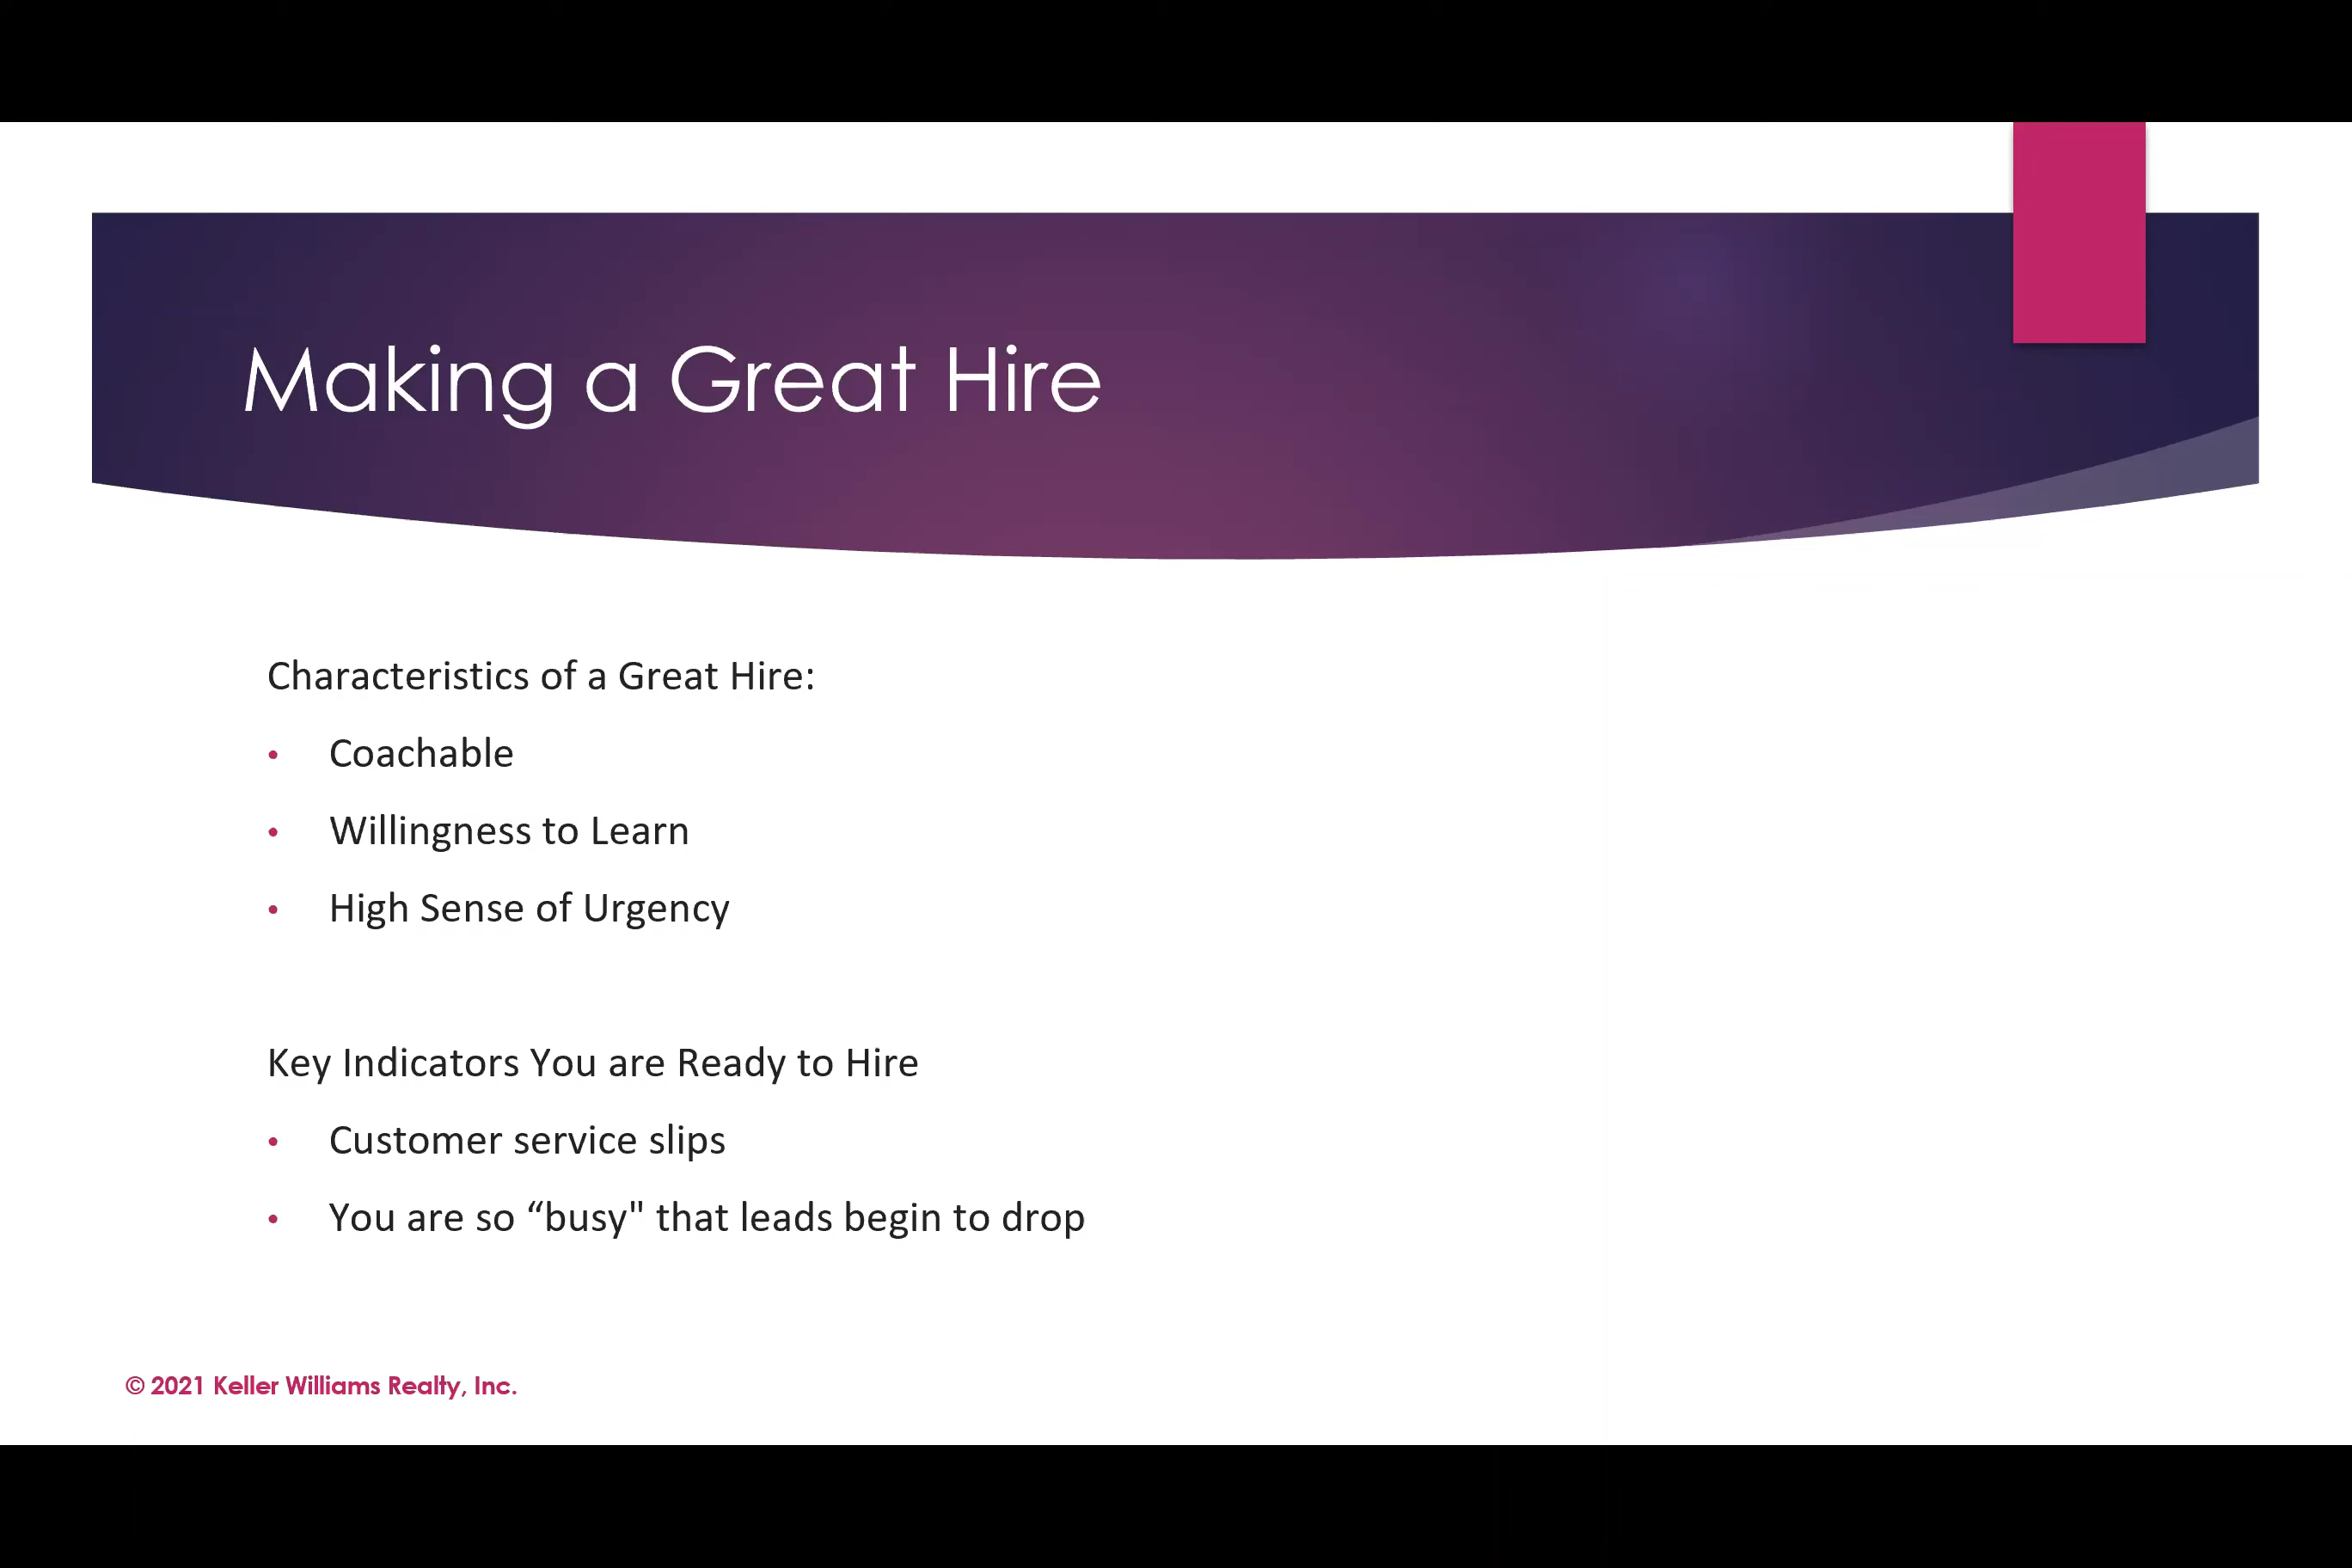 Making a Great Hire
Characteristics of a Great Hire:
• Coachable
• Willingness to Learn
• High Sense of Urgency
Key Indicators You are Ready to Hire
• Customer service slips
• You are so “busy" that leads begin to drop
© 2021 Keller Williams Realty, Inc.